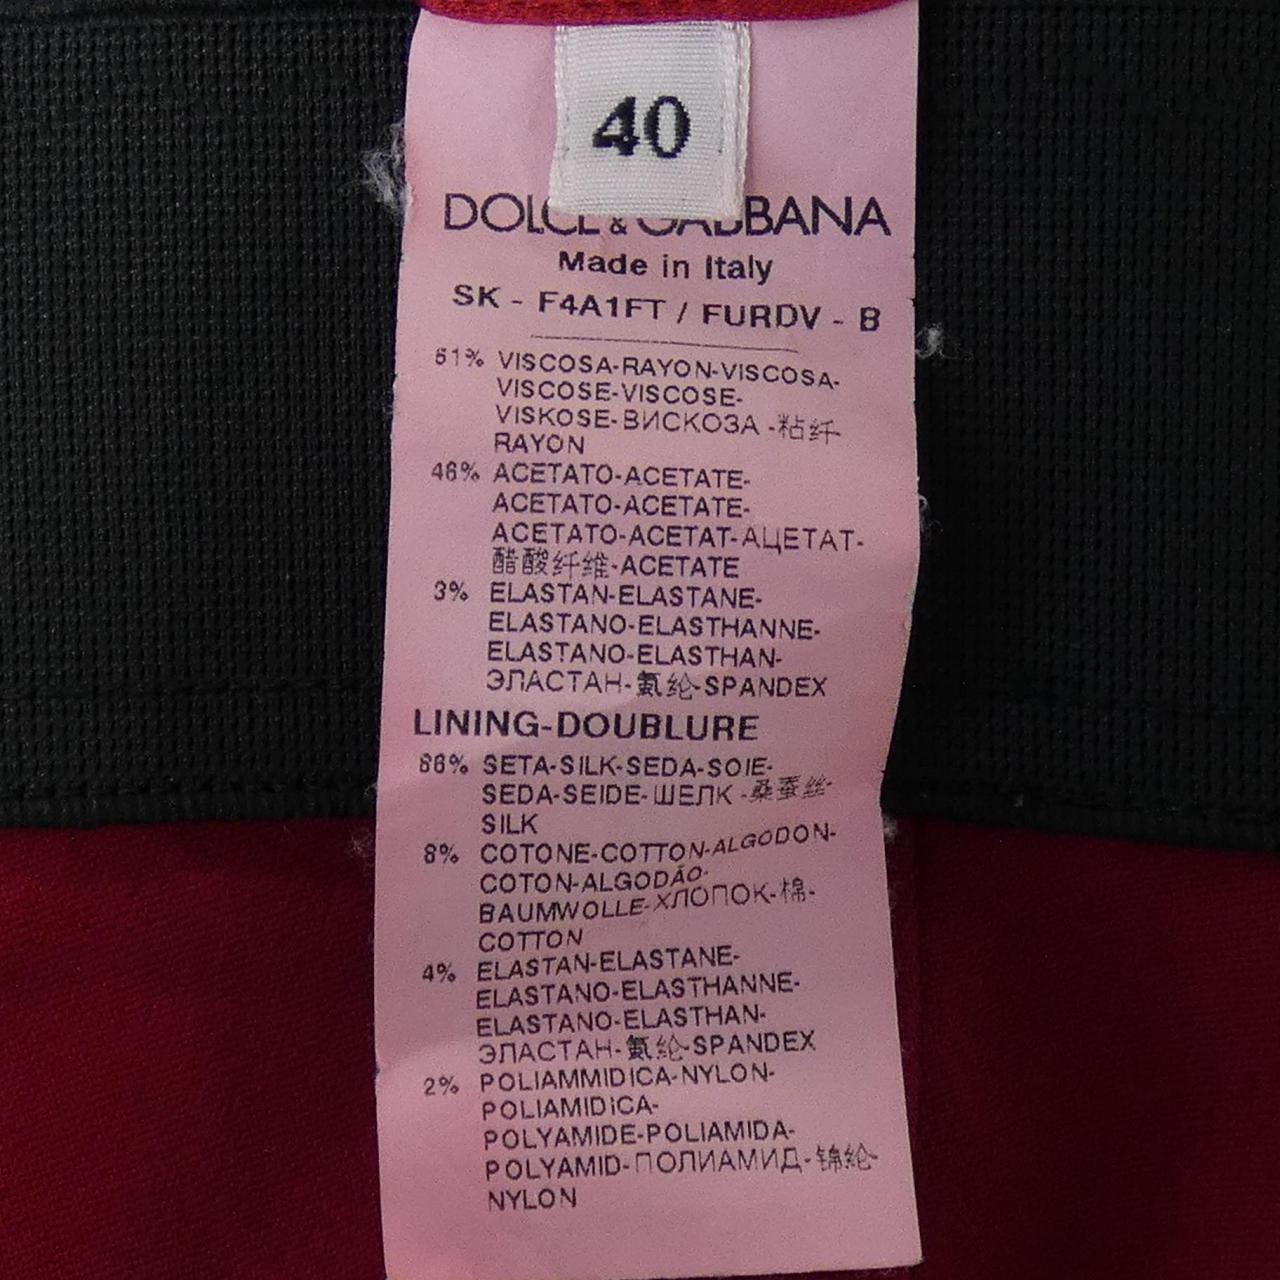 40
DOLCE & GABBANA
Made in Italy
SK - F4A1FT / FURDV - B
51% VISCOSA-RAYON-VISCOSA-
VISCOSE-VISCOSE-
VISKOSE-ВИСКОЗА -粘纤-
RAYON
46% ACETATO-ACETATE-
ACETATO-ACETATE-
ACETATO-ACETAT-АЦЕТАТ-
醋酸纤维-ACETATE
3% ELASTAN-ELASTANE-
ELASTANO-ELASTHANNE-
ELASTANO-ELASTHAN-
ЭЛАСТАН-氨纶-SPANDEX
LINING-DOUBLURE
86% SETA-SILK-SEDA-SOIE-
SEDA-SEIDE-ШЕЛК -桑蚕丝-
SILK
8% COTONE-COTTON-ALGODON-
COTON-ALGODÃO-
BAUMWOLLE-ХЛОПОК-棉-
COTTON
4% ELASTAN-ELASTANE-
ELASTANO-ELASTHANNE-
ELASTANO-ELASTHAN-
ЭЛАСТАН-氨纶-SPANDEX
2% POLIAMMIDICA-NYLON-
POLIAMIDICA-
POLYAMIDE-POLIAMIDA-
POLYAMID-ПОЛИАМИД-锦纶-
NYLON